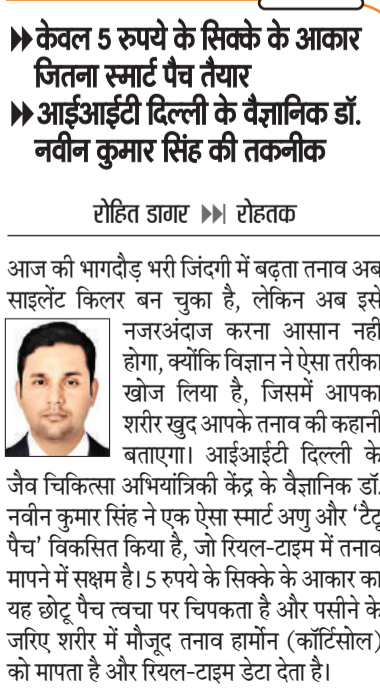 केवल 5 रुपये के सिक्के के आकार
जितना स्मार्ट पैच तैयार
आईआईटी दिल्ली के वैज्ञानिक डॉ.
नवीन कुमार सिंह की तकनीक
रोहित डागर ▶▶| रोहतक
आज की भागदौड़ भरी जिंदगी में बढ़ता तनाव अब
साइलेंट किलर बन चुका है, लेकिन अब इसे
नजरअंदाज करना आसान नहीं
होगा, क्योंकि विज्ञान ने ऐसा तरीका
खोज लिया है, जिसमें आपका
शरीर खुद आपके तनाव की कहानी
बताएगा। आईआईटी दिल्ली के
जैव चिकित्सा अभियांत्रिकी केंद्र के वैज्ञानिक डॉ.
नवीन कुमार सिंह ने एक ऐसा स्मार्ट अणु और ‘टैटू
पैच’ विकसित किया है, जो रियल-टाइम में तनाव
मापने में सक्षम है। 5 रुपये के सिक्के के आकार का
यह छोटू पैच त्वचा पर चिपकता है और पसीने के
जरिए शरीर में मौजूद तनाव हार्मोन (कॉर्टिसोल)
को मापता है और रियल-टाइम डेटा देता है।